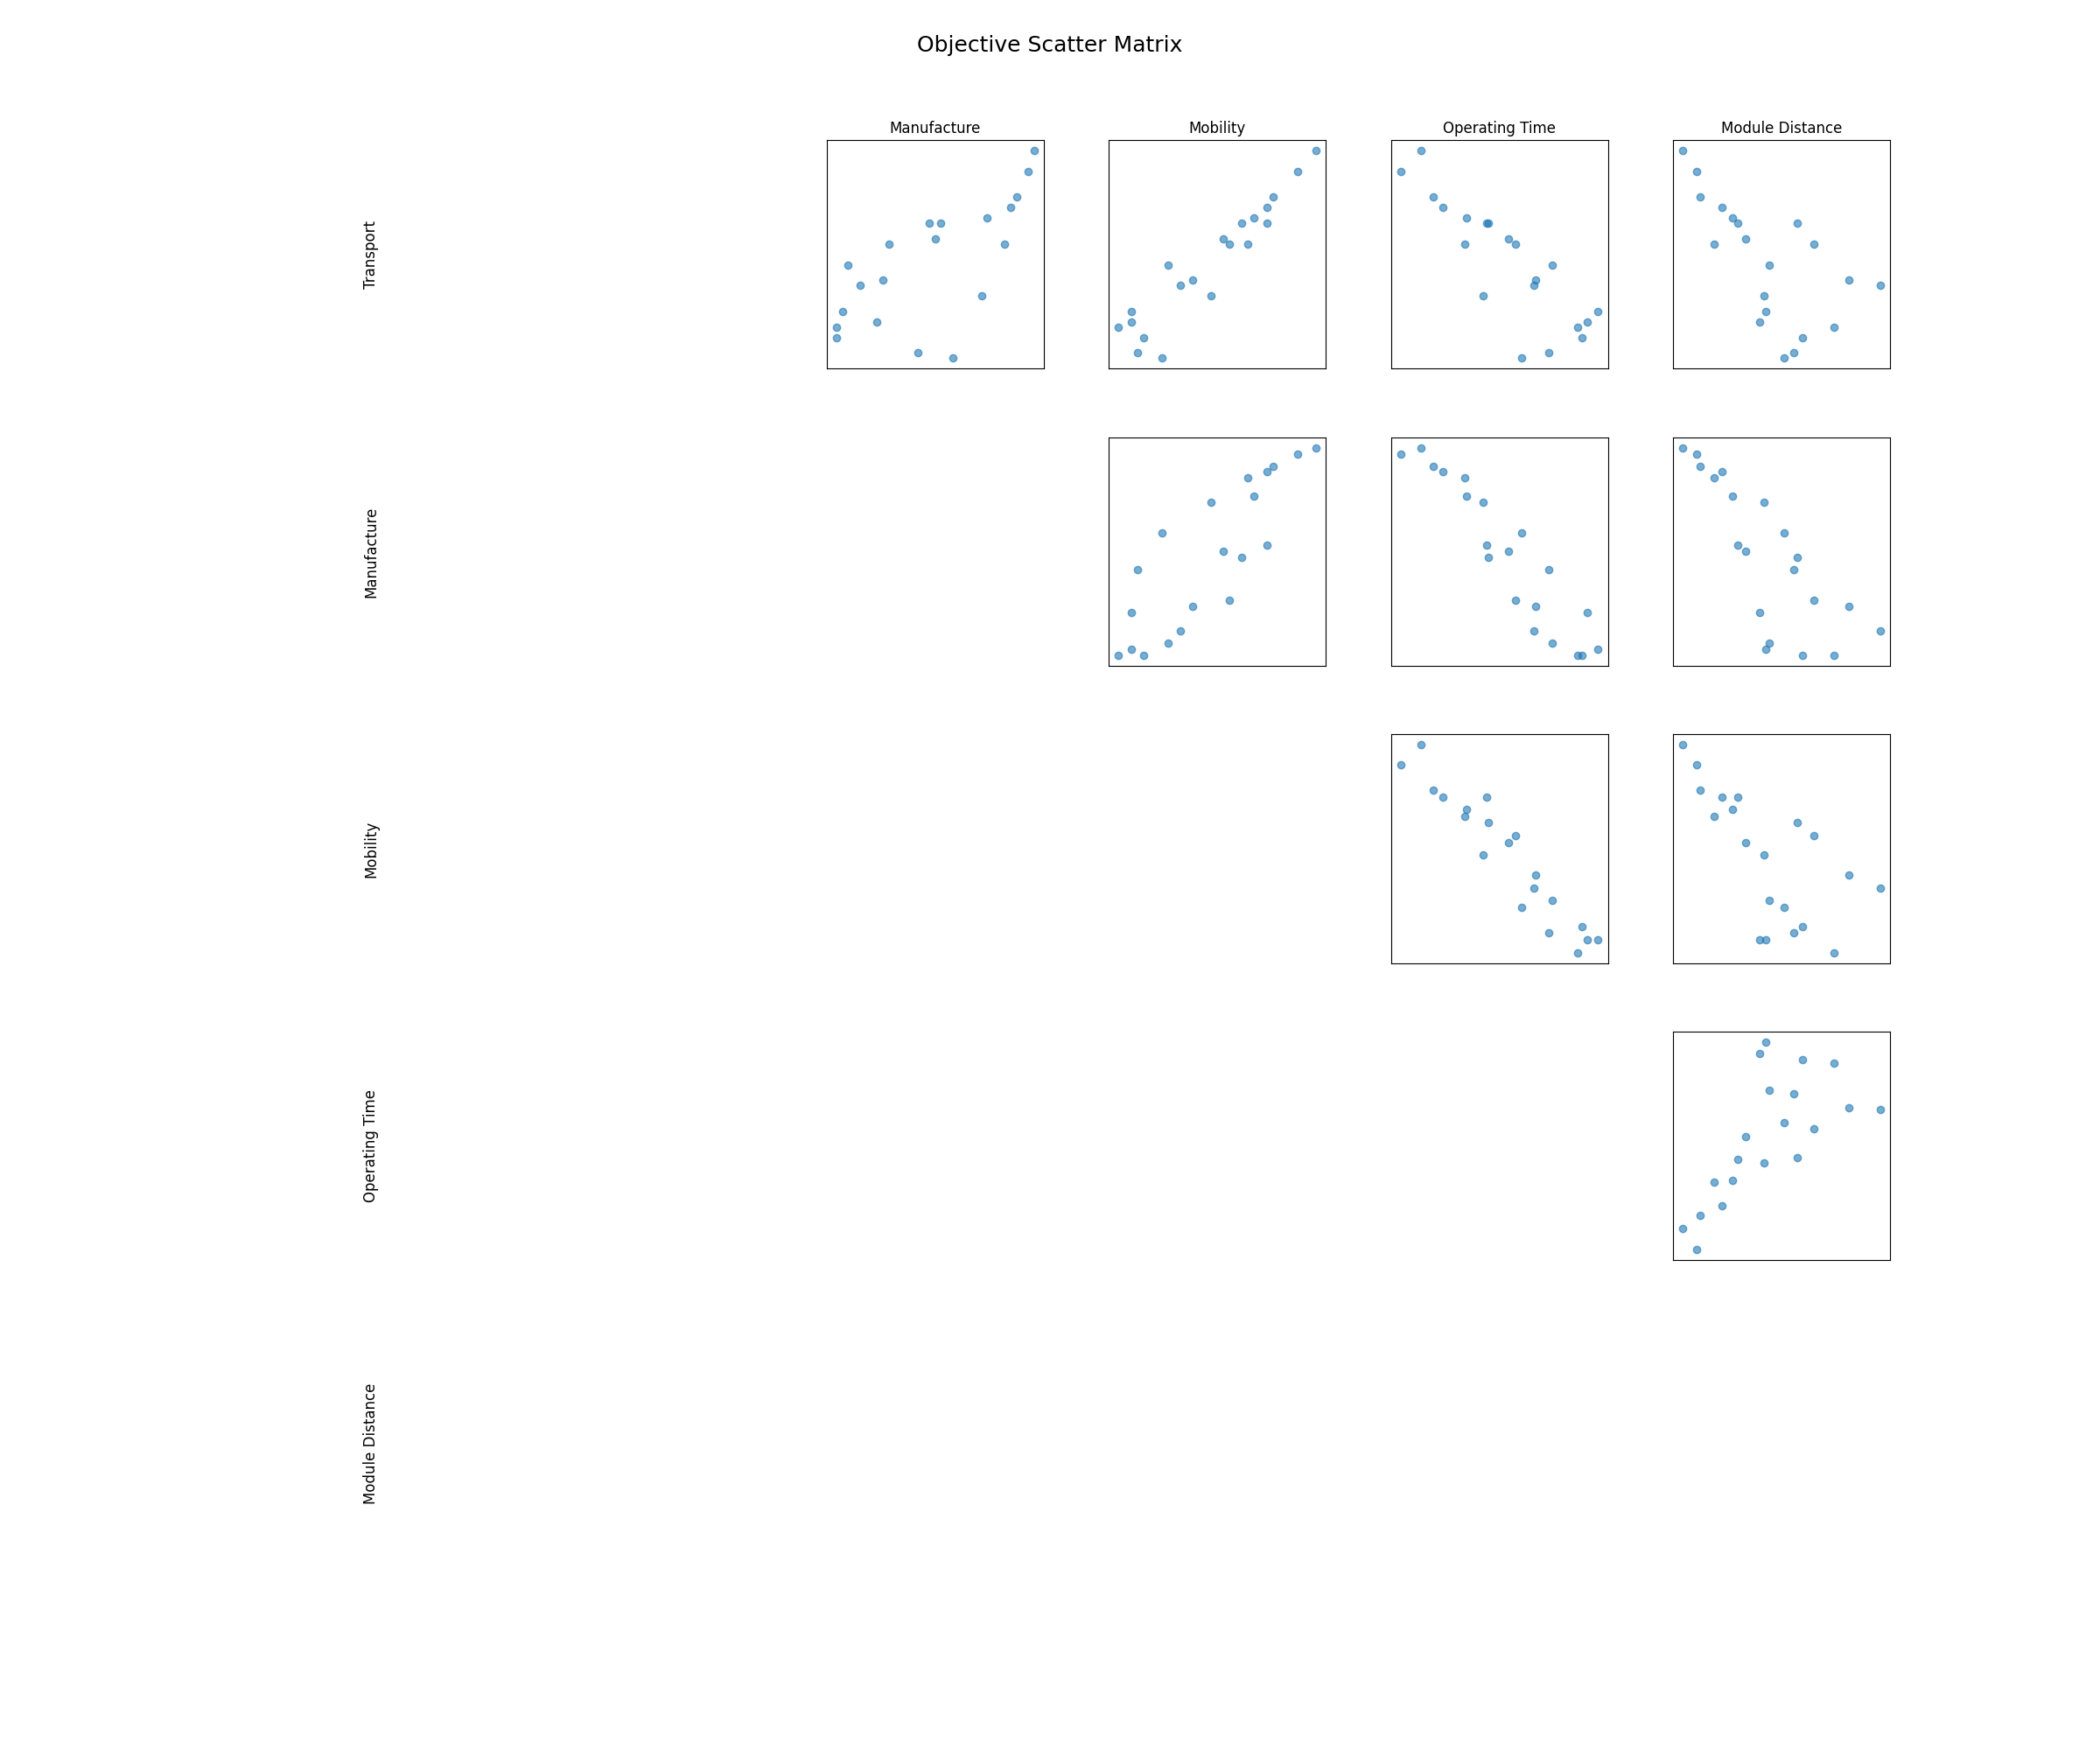 Objective Scatter Matrix
Manufacture
Mobility
Operating Time
Module Distance
Transport
Manufacture
Mobility
Operating Time
Module Distance